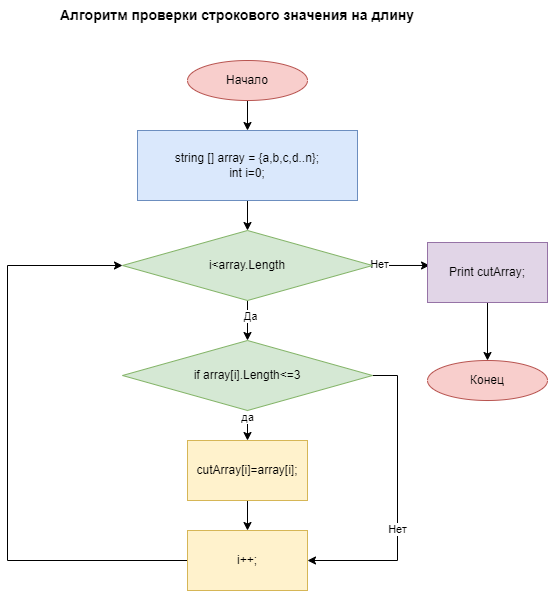 Алгоритм проверки строкового значения на длину
Начало
string [] array = {a,b,c,d..n};
int i=0;
i<array.Length
Нет
Print cutArray;
Да
if array[i].Length<=3
Конец
да
cutArray[i]=array[i];
Нет
i++;